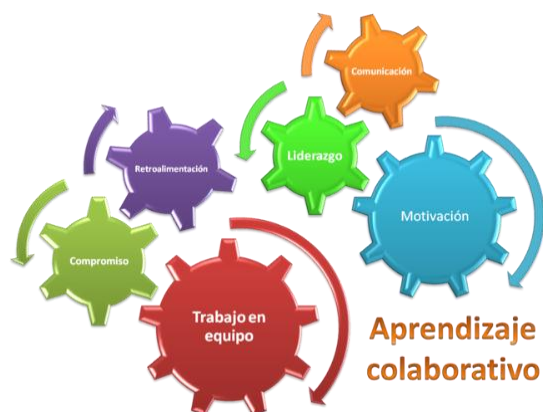 Comunicación
Liderazgo
Retroalimentación
Motivación
Compromiso
Trabajo en
equipo
Aprendizaje
colaborativo